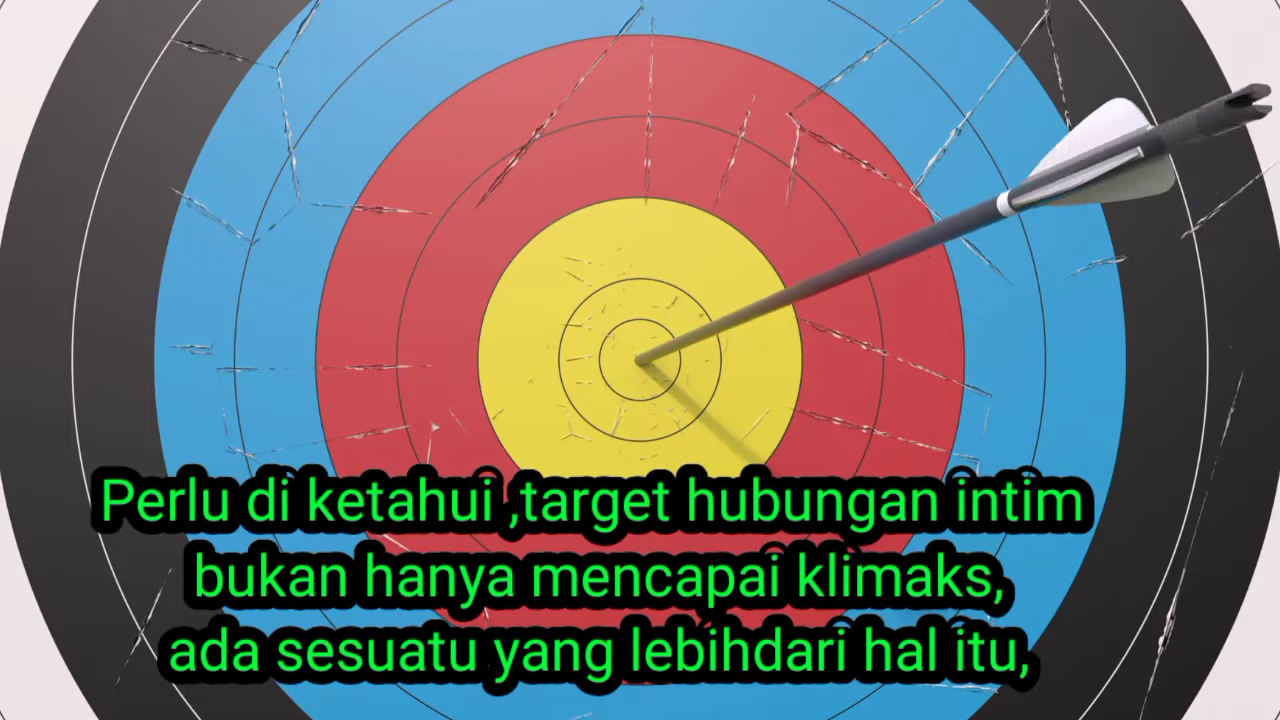 Perlu di ketahui ,target hubungan intim
bukan hanya mencapai klimaks,
ada sesuatu yang lebihdari hal itu,